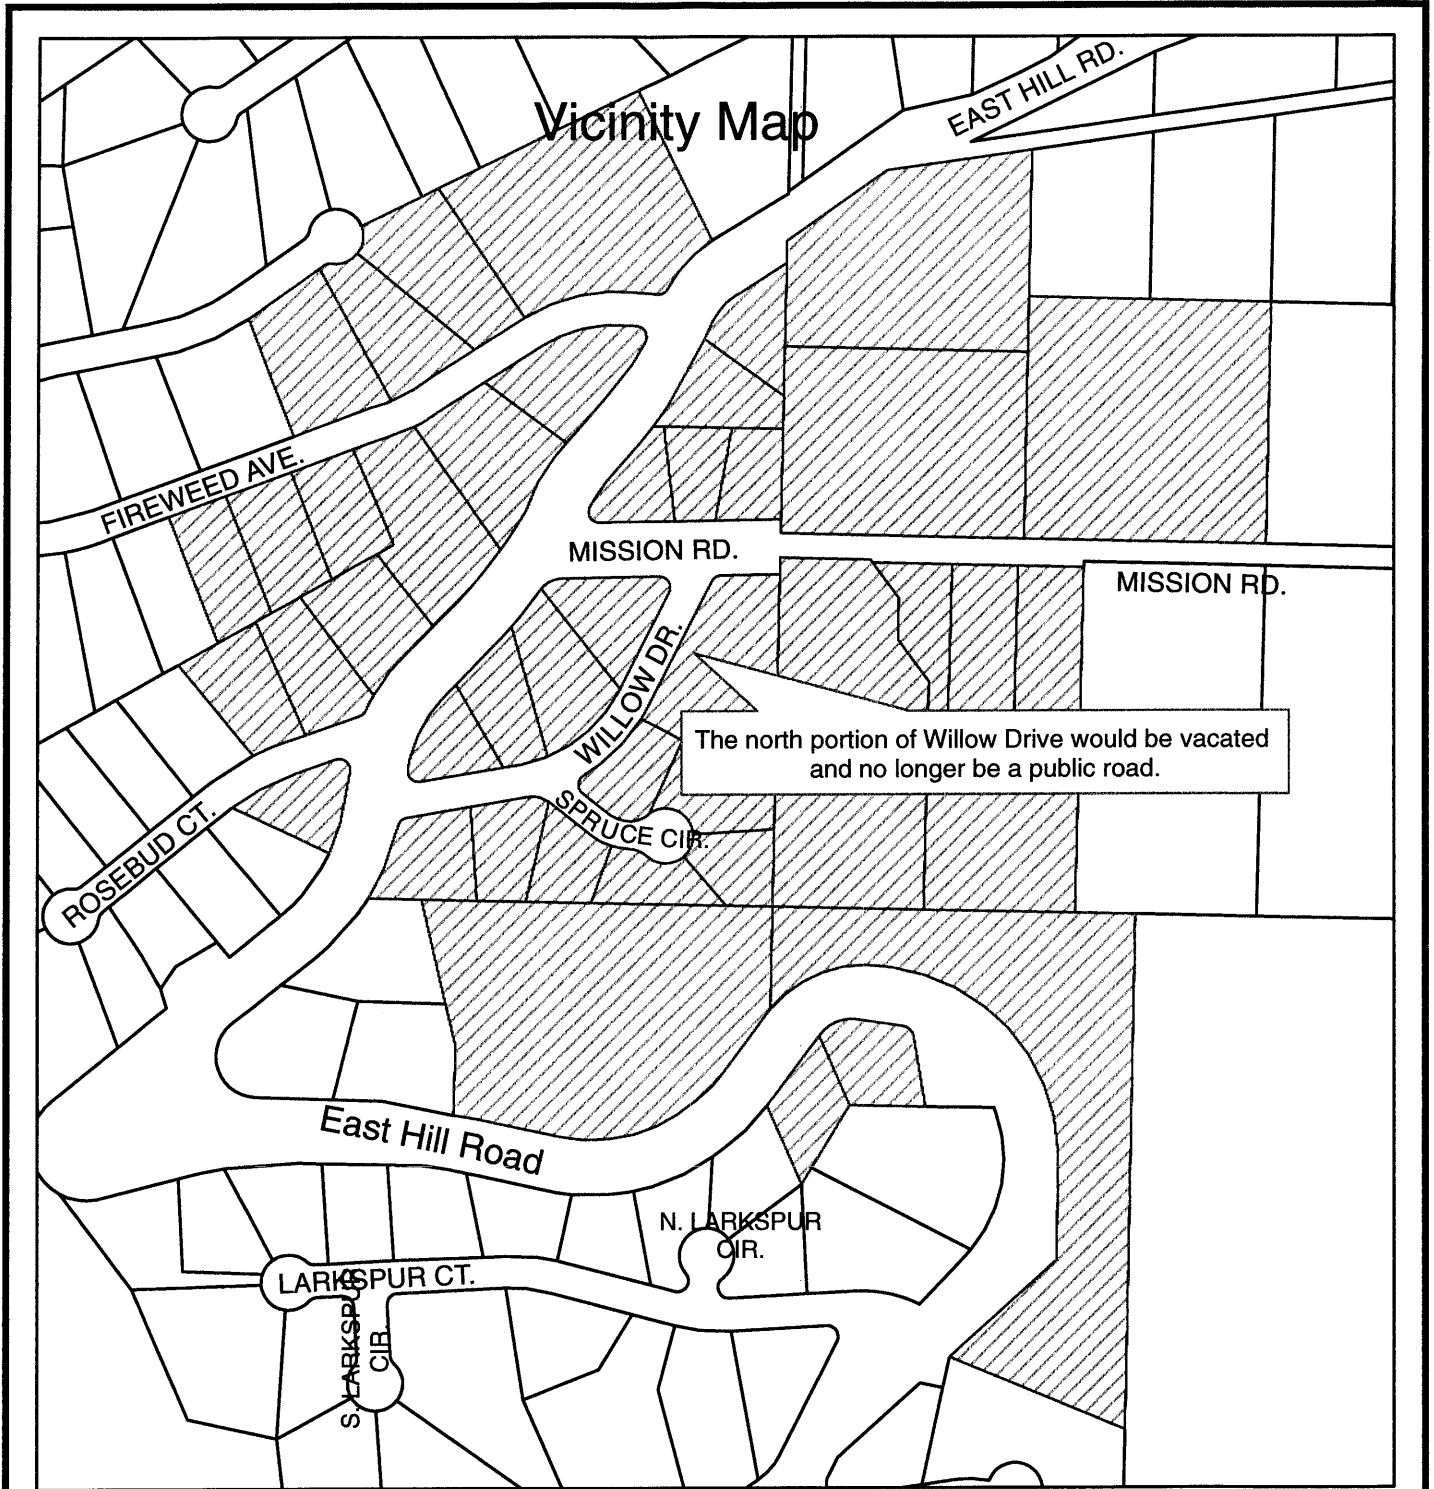 EAST HILL RD.
Vicinity Map
FIREWEED AVE.
MISSION RD.
MISSION RD.
WILLOW DR.
The north portion of Willow Drive would be vacated
and no longer be a public road.
SPRUCE CIR.
ROSEBUD CT.
East Hill Road
N. LARKSPUR
CIR.
LARKSPUR CT.
S. LARKSPUR
CIR.